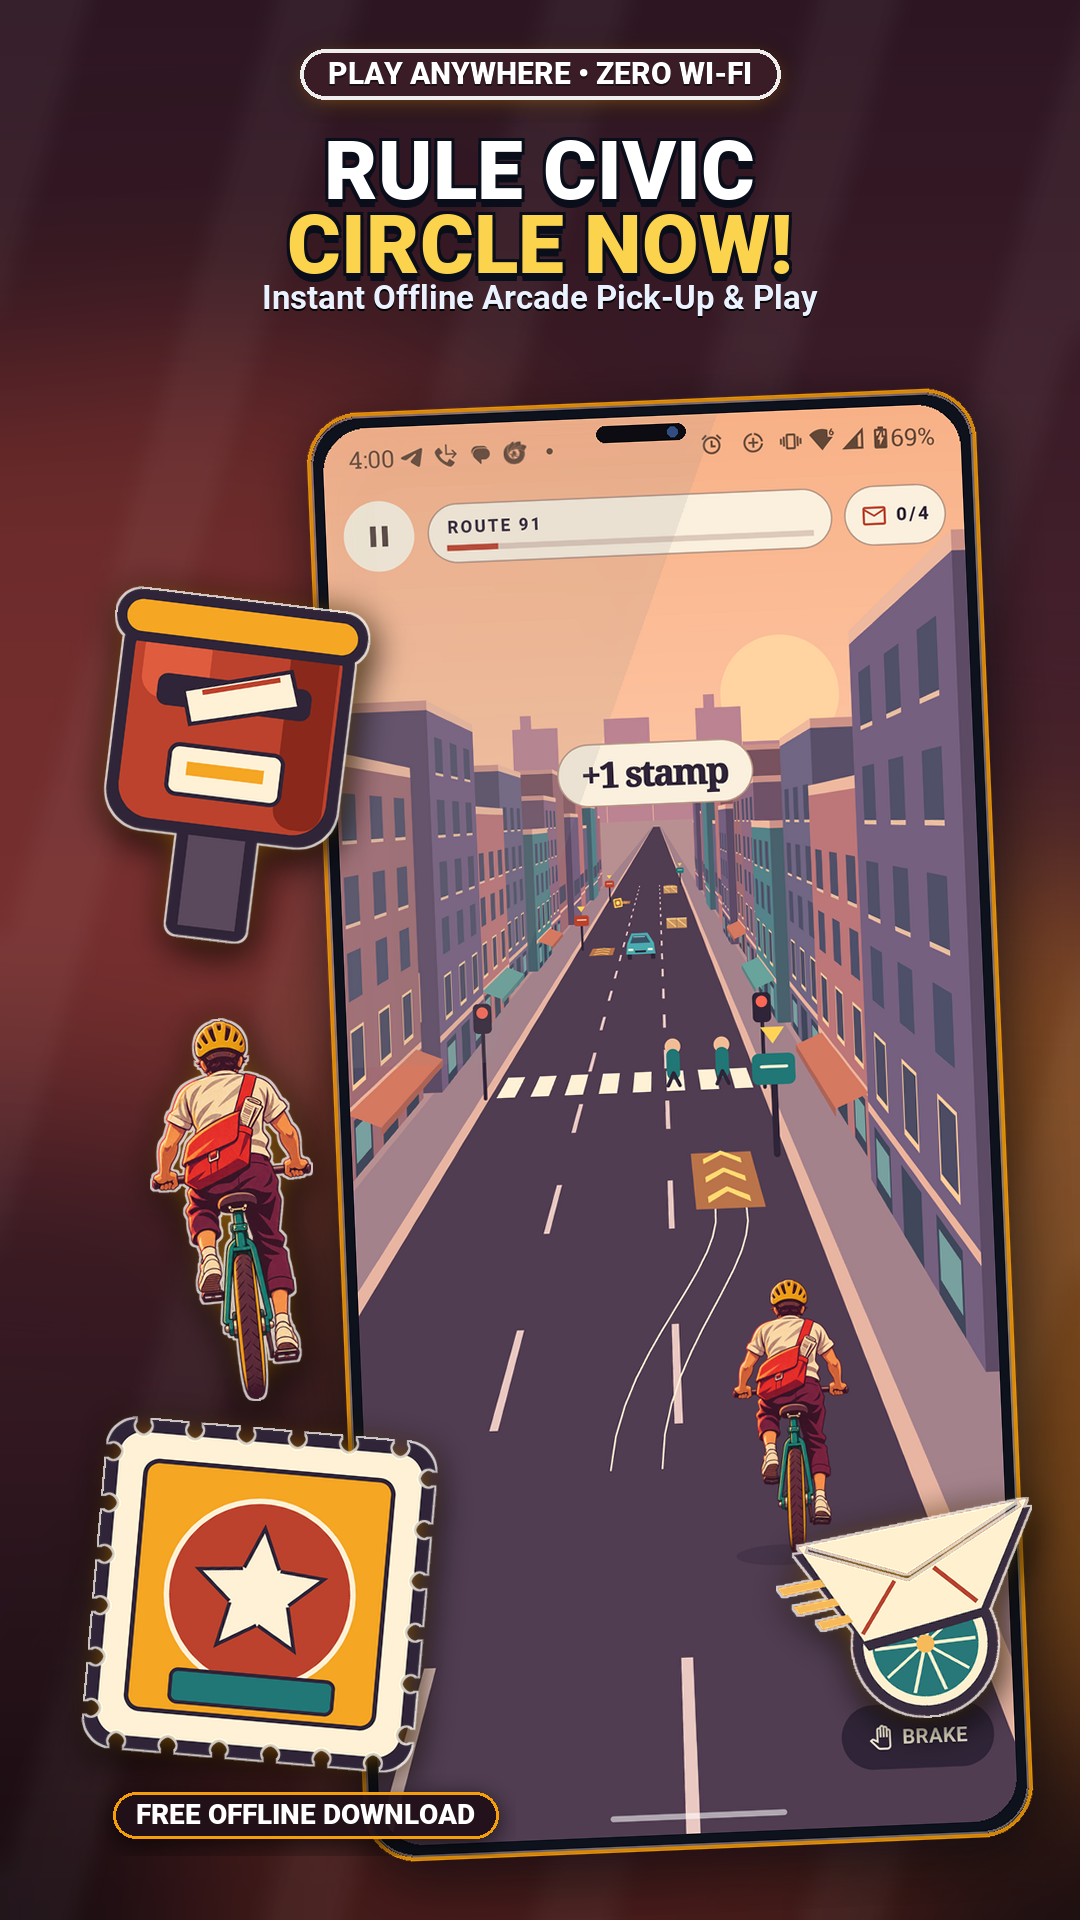 PLAY ANYWHERE • ZERO WI-FI
RULE CIVIC
CIRCLE NOW!
Instant Offline Arcade Pick-Up & Play
4:00
69%
ROUTE 91
0/4
+1 stamp
BRAKE
FREE OFFLINE DOWNLOAD